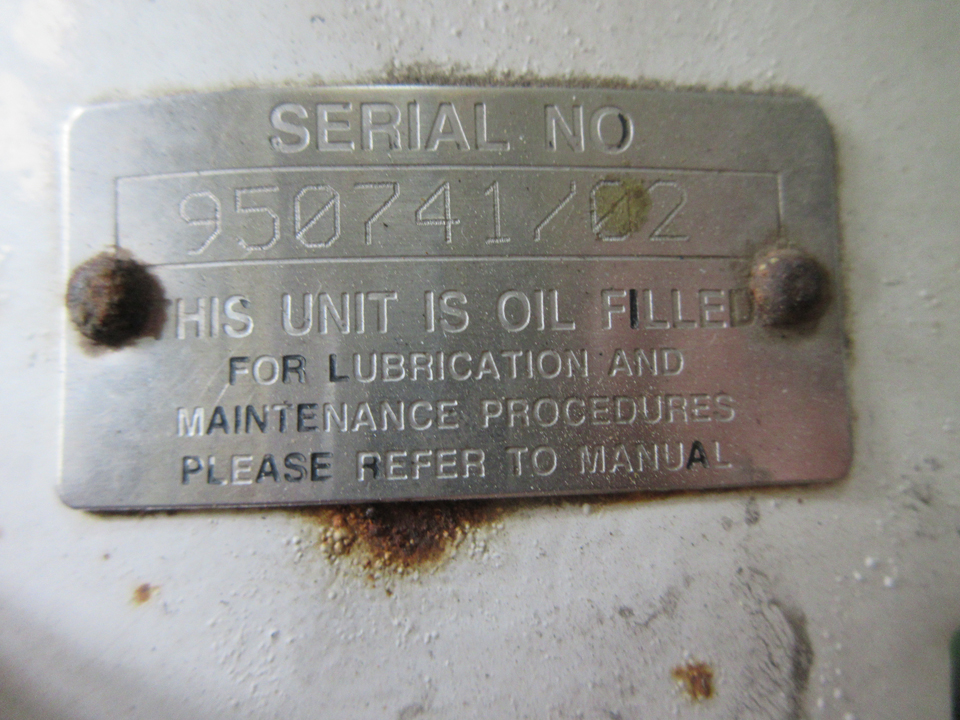 SERIAL NO
950741/02
THIS UNIT IS OIL FILLED
FOR LUBRICATION AND
MAINTENANCE PROCEDURES
PLEASE REFER TO MANUAL